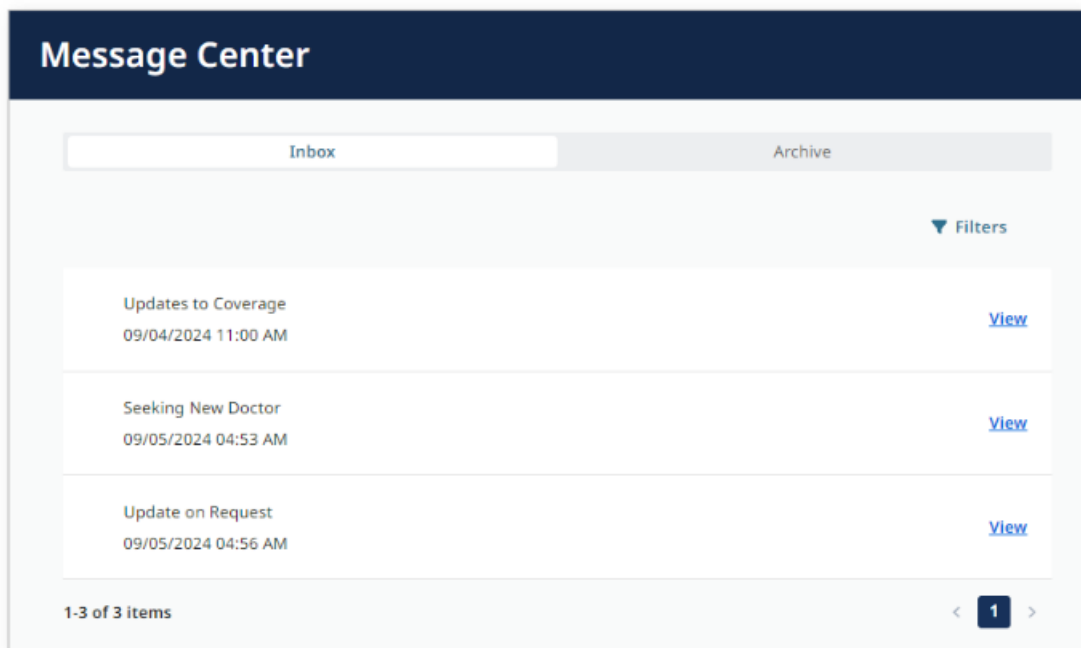 Message Center
Inbox
Archive
Filters
Updates to Coverage
09/04/2024 11:00 AM
View
Seeking New Doctor
09/05/2024 04:53 AM
View
Update on Request
09/05/2024 04:56 AM
View
1-3 of 3 items
< 1 >